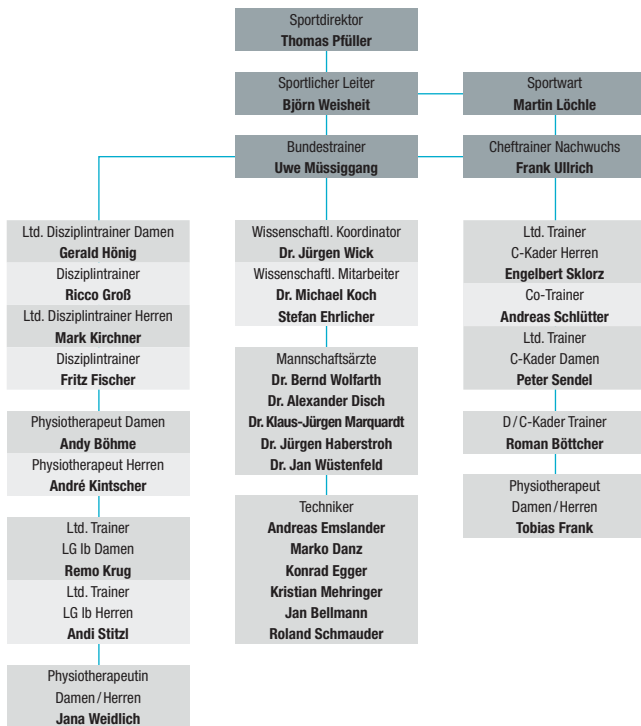 Sportdirektor
Thomas Pfüller
Sportlicher Leiter
Björn Weisheit
Sportwart
Martin Löchle
Bundestrainer
Uwe Müssiggang
Cheftrainer Nachwuchs
Frank Ullrich
Ltd. Disziplintrainer Damen
Gerald Hönig
Disziplintrainer
Ricco Groß
Ltd. Disziplintrainer Herren
Mark Kirchner
Disziplintrainer
Fritz Fischer
Physiotherapeut Damen
Andy Böhme
Physiotherapeut Herren
André Kintscher
Ltd. Trainer
LG Ib Damen
Remo Krug
Ltd. Trainer
LG Ib Herren
Andi Stitzl
Physiotherapeutin
Damen/Herren
Jana Weidlich
Wissenschaftl. Koordinator
Dr. Jürgen Wick
Wissenschaftl. Mitarbeiter
Dr. Michael Koch
Stefan Ehrlicher
Mannschaftsärzte
Dr. Bernd Wolfarth
Dr. Alexander Disch
Dr. Klaus-Jürgen Marquardt
Dr. Jürgen Haberstroh
Dr. Jan Wüstenfeld
Techniker
Andreas Emslander
Marko Danz
Konrad Egger
Kristian Mehringer
Jan Bellmann
Roland Schmauder
Ltd. Trainer
C-Kader Herren
Engelbert Sklorz
Co-Trainer
Andreas Schlütter
Ltd. Trainer
C-Kader Damen
Peter Sendel
D/C-Kader Trainer
Roman Böttcher
Physiotherapeut
Damen/Herren
Tobias Frank